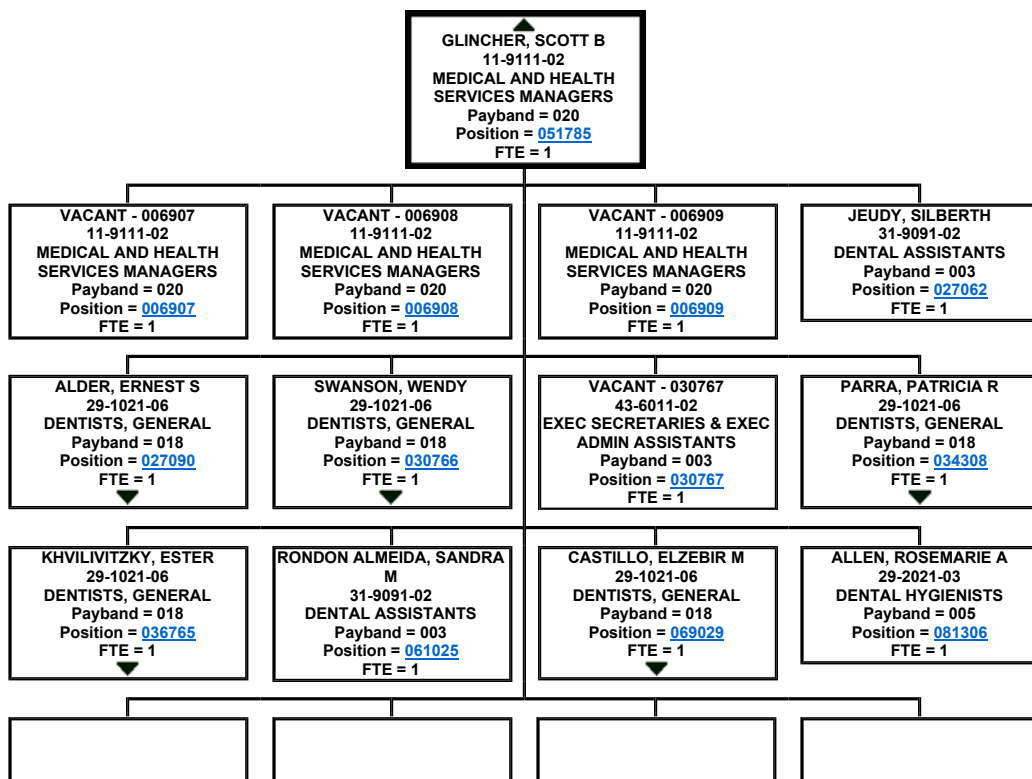 GLINCHER, SCOTT B
11-9111-02
MEDICAL AND HEALTH
SERVICES MANAGERS
Payband = 020
Position = 051785
FTE = 1
VACANT - 006907
11-9111-02
MEDICAL AND HEALTH
SERVICES MANAGERS
Payband = 020
Position = 006907
FTE = 1
VACANT - 006908
11-9111-02
MEDICAL AND HEALTH
SERVICES MANAGERS
Payband = 020
Position = 006908
FTE = 1
VACANT - 006909
11-9111-02
MEDICAL AND HEALTH
SERVICES MANAGERS
Payband = 020
Position = 006909
FTE = 1
JEUDY, SILBERTH
31-9091-02
DENTAL ASSISTANTS
Payband = 003
Position = 027062
FTE = 1
ALDER, ERNEST S
29-1021-06
DENTISTS, GENERAL
Payband = 018
Position = 027090
FTE = 1
SWANSON, WENDY
29-1021-06
DENTISTS, GENERAL
Payband = 018
Position = 030766
FTE = 1
VACANT - 030767
43-6011-02
EXEC SECRETARIES & EXEC
ADMIN ASSISTANTS
Payband = 003
Position = 030767
FTE = 1
PARRA, PATRICIA R
29-1021-06
DENTISTS, GENERAL
Payband = 018
Position = 034308
FTE = 1
KHVILIVITZKY, ESTER
29-1021-06
DENTISTS, GENERAL
Payband = 018
Position = 036765
FTE = 1
RONDON ALMEIDA, SANDRA
M
31-9091-02
DENTAL ASSISTANTS
Payband = 003
Position = 061025
FTE = 1
CASTILLO, ELZEBIR M
29-1021-06
DENTISTS, GENERAL
Payband = 018
Position = 069029
FTE = 1
ALLEN, ROSEMARIE A
29-2021-03
DENTAL HYGIENISTS
Payband = 005
Position = 081306
FTE = 1